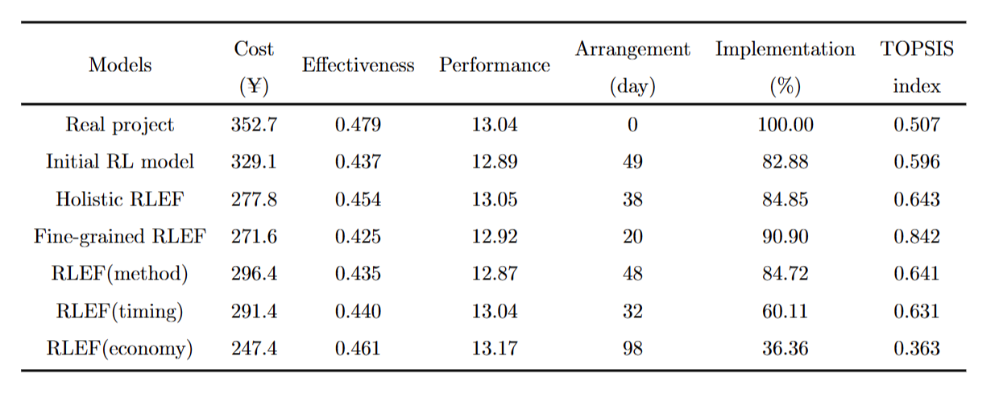 Models Cost (¥) Effectiveness Performance Arrangement (day) Implementation (%) TOPSIS index
Real project 352.7 0.479 13.04 0 100.00 0.507
Initial RL model 329.1 0.437 12.89 49 82.88 0.596
Holistic RLEF 277.8 0.454 13.05 38 84.85 0.643
Fine-grained RLEF 271.6 0.425 12.92 20 90.90 0.842
RLEF(method) 296.4 0.435 12.87 48 84.72 0.641
RLEF(timing) 291.4 0.440 13.04 32 60.11 0.631
RLEF(economy) 247.4 0.461 13.17 98 36.36 0.363